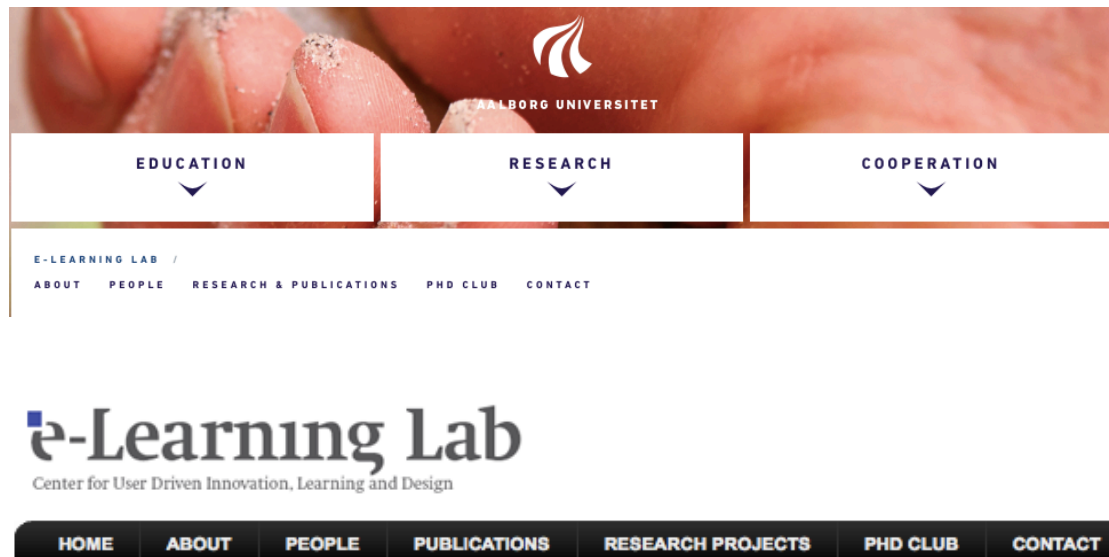 AALBORG UNIVERSITET
EDUCATION RESEARCH COOPERATION
E-LEARNING LAB /
ABOUT PEOPLE RESEARCH & PUBLICATIONS PHD CLUB CONTACT
e-Learning Lab
Center for User Driven Innovation, Learning and Design
HOME ABOUT PEOPLE PUBLICATIONS RESEARCH PROJECTS PHD CLUB CONTACT